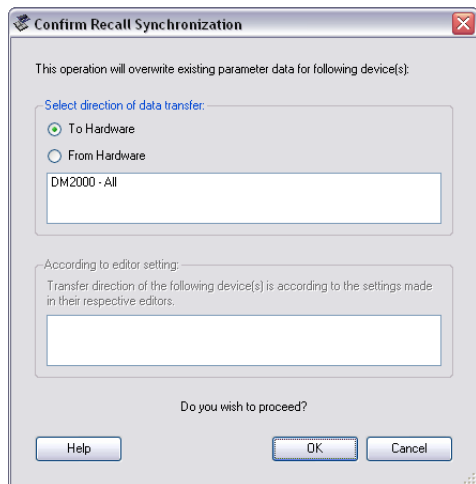 Confirm Recall Synchronization
This operation will overwrite existing parameter data for following device(s):
Select direction of data transfer:
To Hardware
From Hardware
DM2000 - All
According to editor setting:
Transfer direction of the following device(s) is according to the settings made
in their respective editors.
Do you wish to proceed?
Help
OK
Cancel